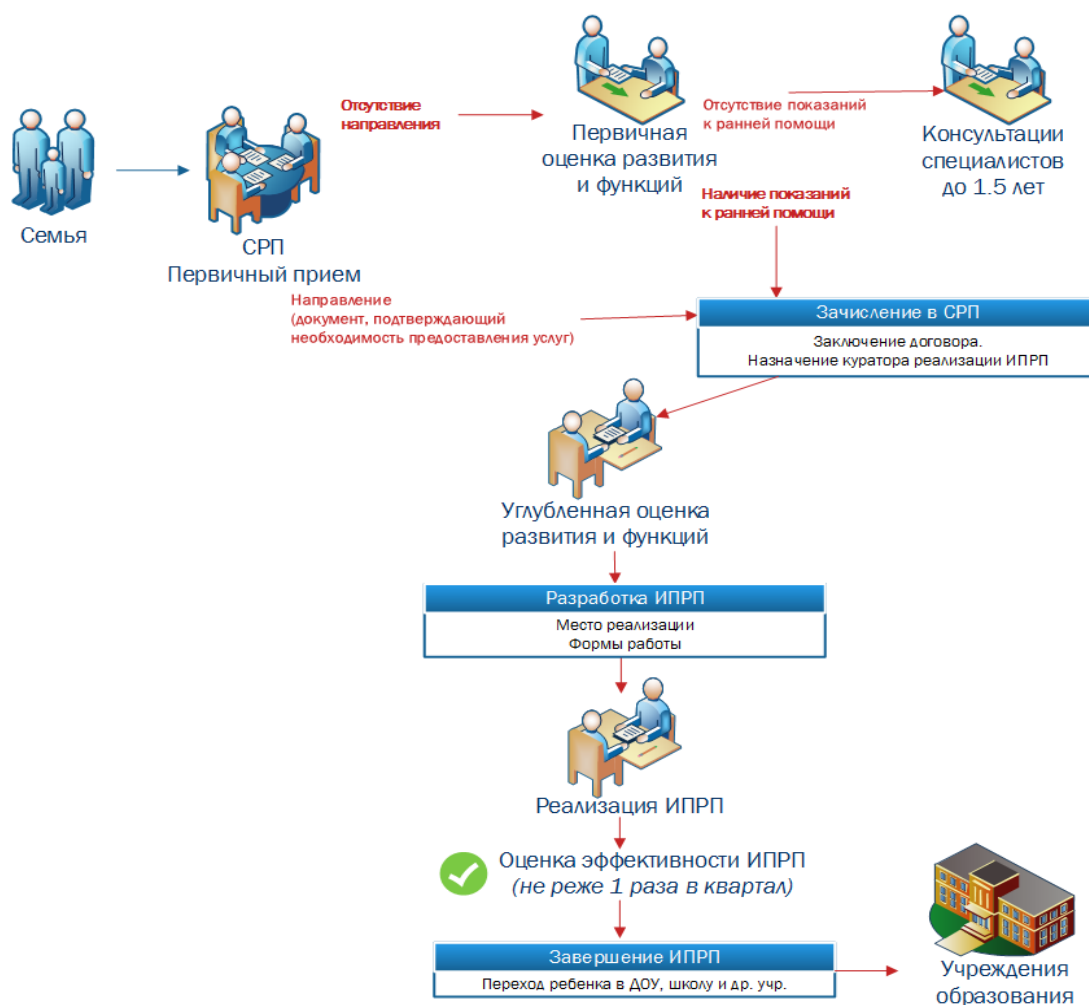 Семья
СРП
Первичный прием
Отсутствие
направления
Первичная
оценка развития
и функций
Отсутствие показаний
к ранней помощи
Консультации
специалистов
до 1.5 лет
Наличие показаний
к ранней помощи
Направление
(документ, подтверждающий
необходимость предоставления услуг)
Зачисление в СРП
Заключение договора.
Назначение куратора реализации ИПРП
Углубленная оценка
развития и функций
Разработка ИПРП
Место реализации
Формы работы
Реализация ИПРП
Оценка эффективности ИПРП
(не реже 1 раза в квартал)
Завершение ИПРП
Переход ребенка в ДОУ, школу и др. учр.
Учреждения
образования